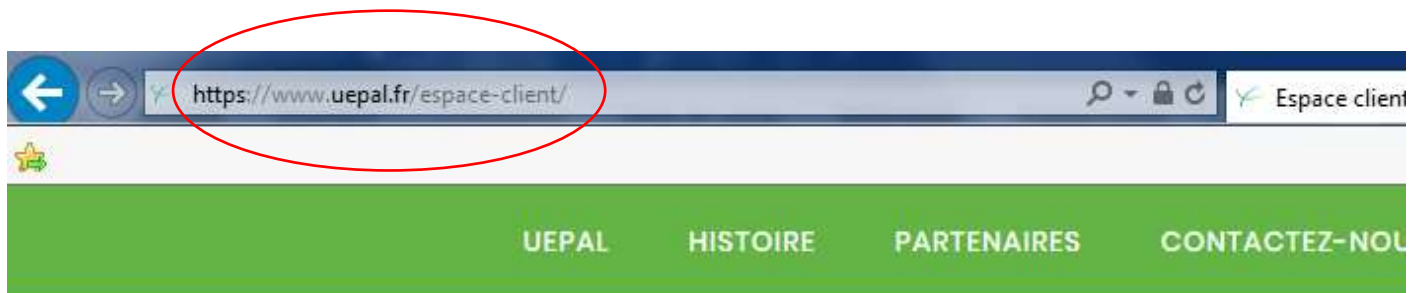 https://www.uepal.fr/espace-client/ Espace client
UEPAL HISTOIRE PARTENAIRES CONTACTEZ-NOU